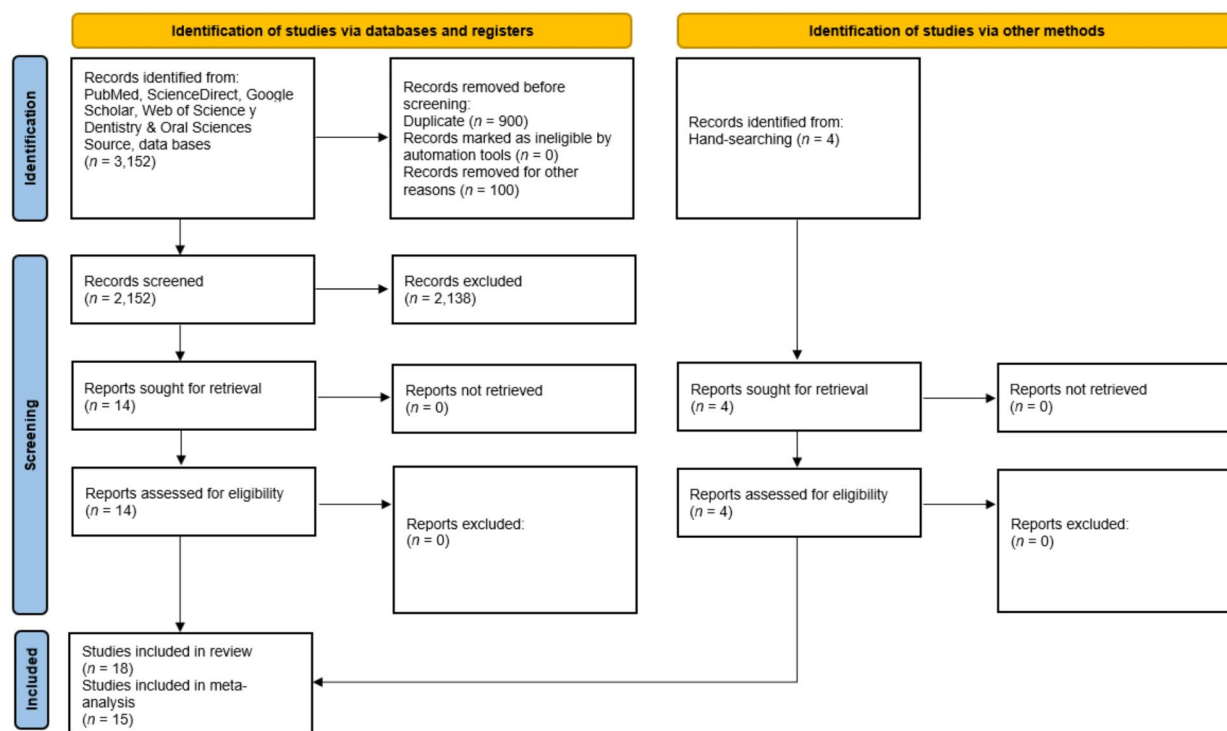 Identification of studies via databases and registers
Identification of studies via other methods
Identification
Records identified from:
PubMed, ScienceDirect, Google
Scholar, Web of Science y
Dentistry & Oral Sciences
Source, data bases
(n = 3,152)
Records removed before
screening:
Duplicate (n = 900)
Records marked as ineligible by
automation tools (n = 0)
Records removed for other
reasons (n = 100)
Records identified from:
Hand-searching (n = 4)
Screening
Records screened
(n = 2,152)
Records excluded
(n = 2,138)
Reports sought for retrieval
(n = 14)
Reports not retrieved
(n = 0)
Reports sought for retrieval
(n = 4)
Reports not retrieved
(n = 0)
Reports assessed for eligibility
(n = 14)
Reports excluded:
(n = 0)
Reports assessed for eligibility
(n = 4)
Reports excluded:
(n = 0)
Included
Studies included in review
(n = 18)
Studies included in meta-
analysis
(n = 15)